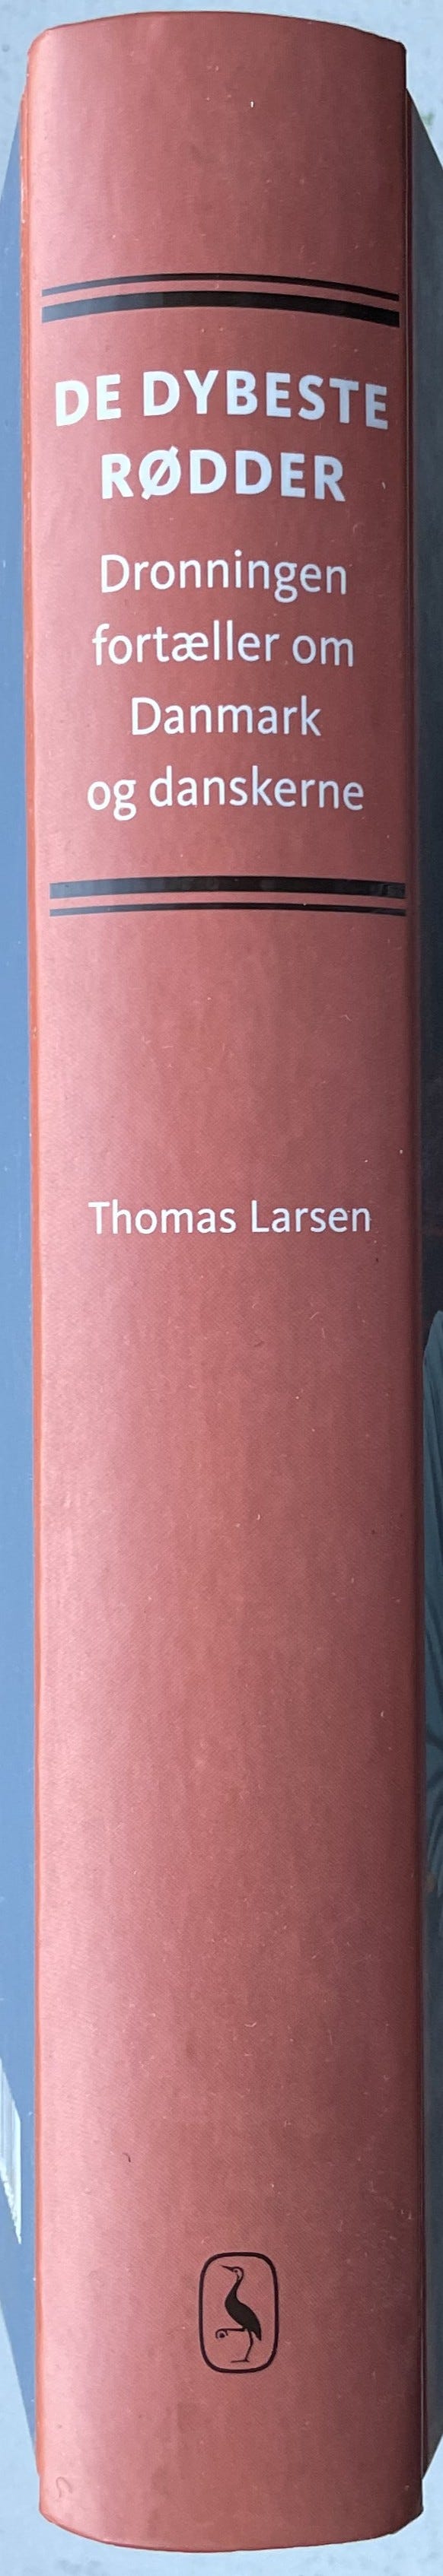 DE DYBESTE
RØDDER
Dronningen
fortæller om
Danmark
og danskerne
Thomas Larsen